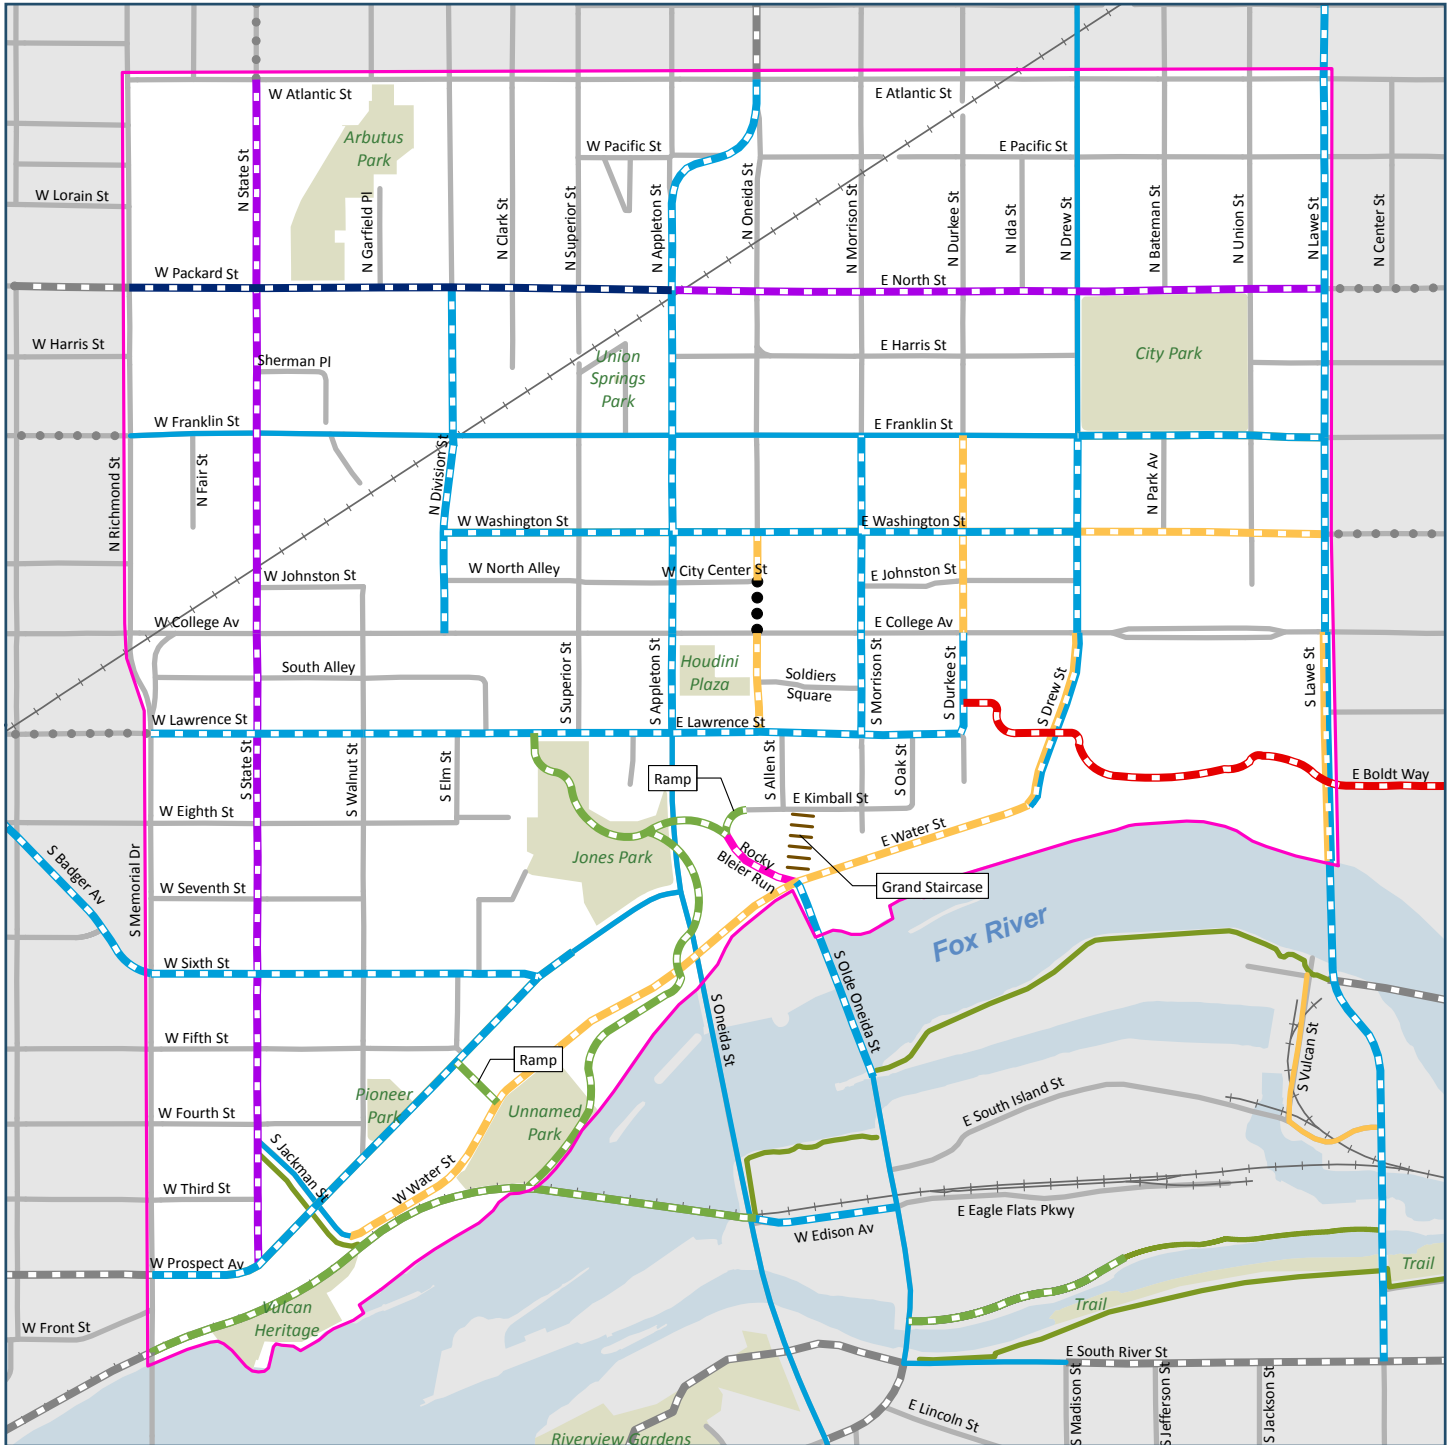 W Atlantic St
E Atlantic St
Arbutus
Park
W Pacific St
E Pacific St
N State St
W Lorain St
N Garfield Pl
N Clark St
N Superior St
N Appleton St
N Oneida St
N Morrison St
N Durkee St
N Ida St
N Drew St
N Bateman St
N Union St
N Lawe St
N Center St
W Packard St
E North St
W Harris St
Sherman Pl
Union
Springs
Park
E Harris St
City Park
W Franklin St
E Franklin St
N Richmond St
N Fair St
N Division St
N Park Av
W Washington St
E Washington St
W Johnston St
W North Alley
W City Center St
E Johnston St
W College Av
E College Av
South Alley
Houdini
Plaza
Soldiers
Square
S Superior St
S Appleton St
S Morrison St
S Durkee St
S Drew St
S Lawe St
W Lawrence St
E Lawrence St
S State St
S Walnut St
S Elm St
Ramp
S Allen St
S Oak St
E Boldt Way
W Eighth St
E Kimball St
E Water St
S Badger Av
S Memorial Dr
Jones Park
Rocky
Bleier Run
Grand Staircase
W Seventh St
Fox River
W Sixth St
S Oneida St
S Olde Oneida St
W Fifth St
Ramp
S Vulcan St
Pioneer
Park
Unnamed
Park
E South Island St
W Fourth St
S Jackman St
W Third St
W Water St
E Eagle Flats Pkwy
W Edison Av
W Prospect Av
Trail
Trail
Vulcan
Heritage
W Front St
E South River St
S Madison St
S Jefferson St
S Jackson St
E Lincoln St
Riverview Gardens